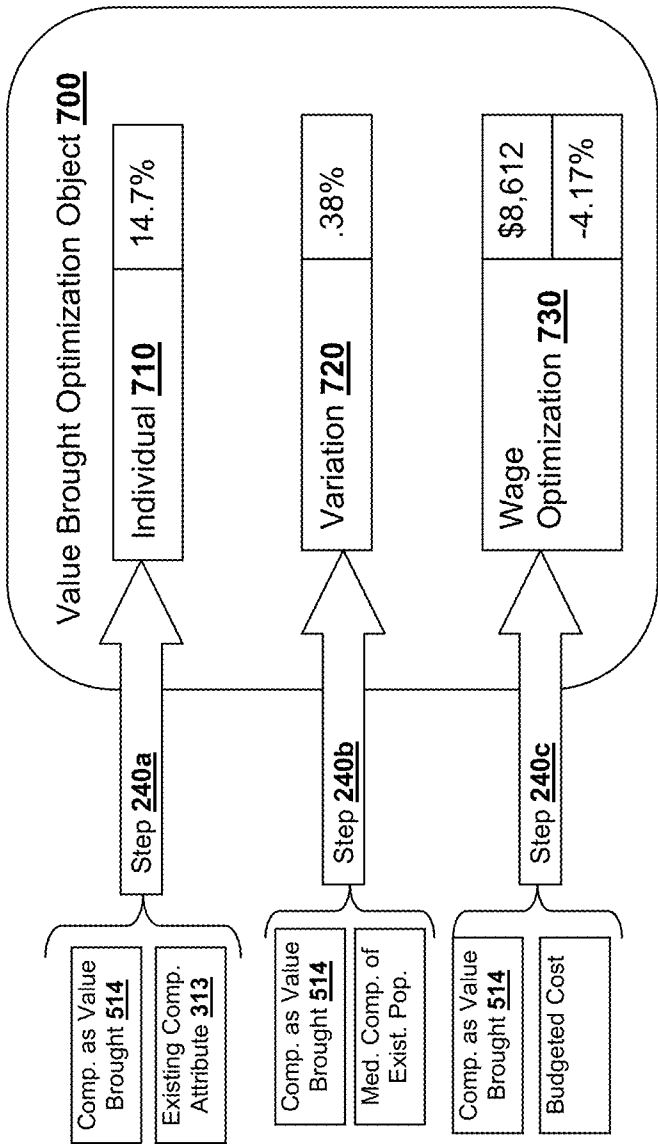 Value Brought Optimization Object 700
Comp. as Value
Brought 514
Existing Comp.
Attribute 313
Step 240a
Individual 710
14.7%
Comp. as Value
Brought 514
Med. Comp. of
Exist. Pop.
Step 240b
Variation 720
.38%
Comp. as Value
Brought 514
Budgeted Cost
Step 240c
Wage
Optimization 730
$8,612
-4.17%